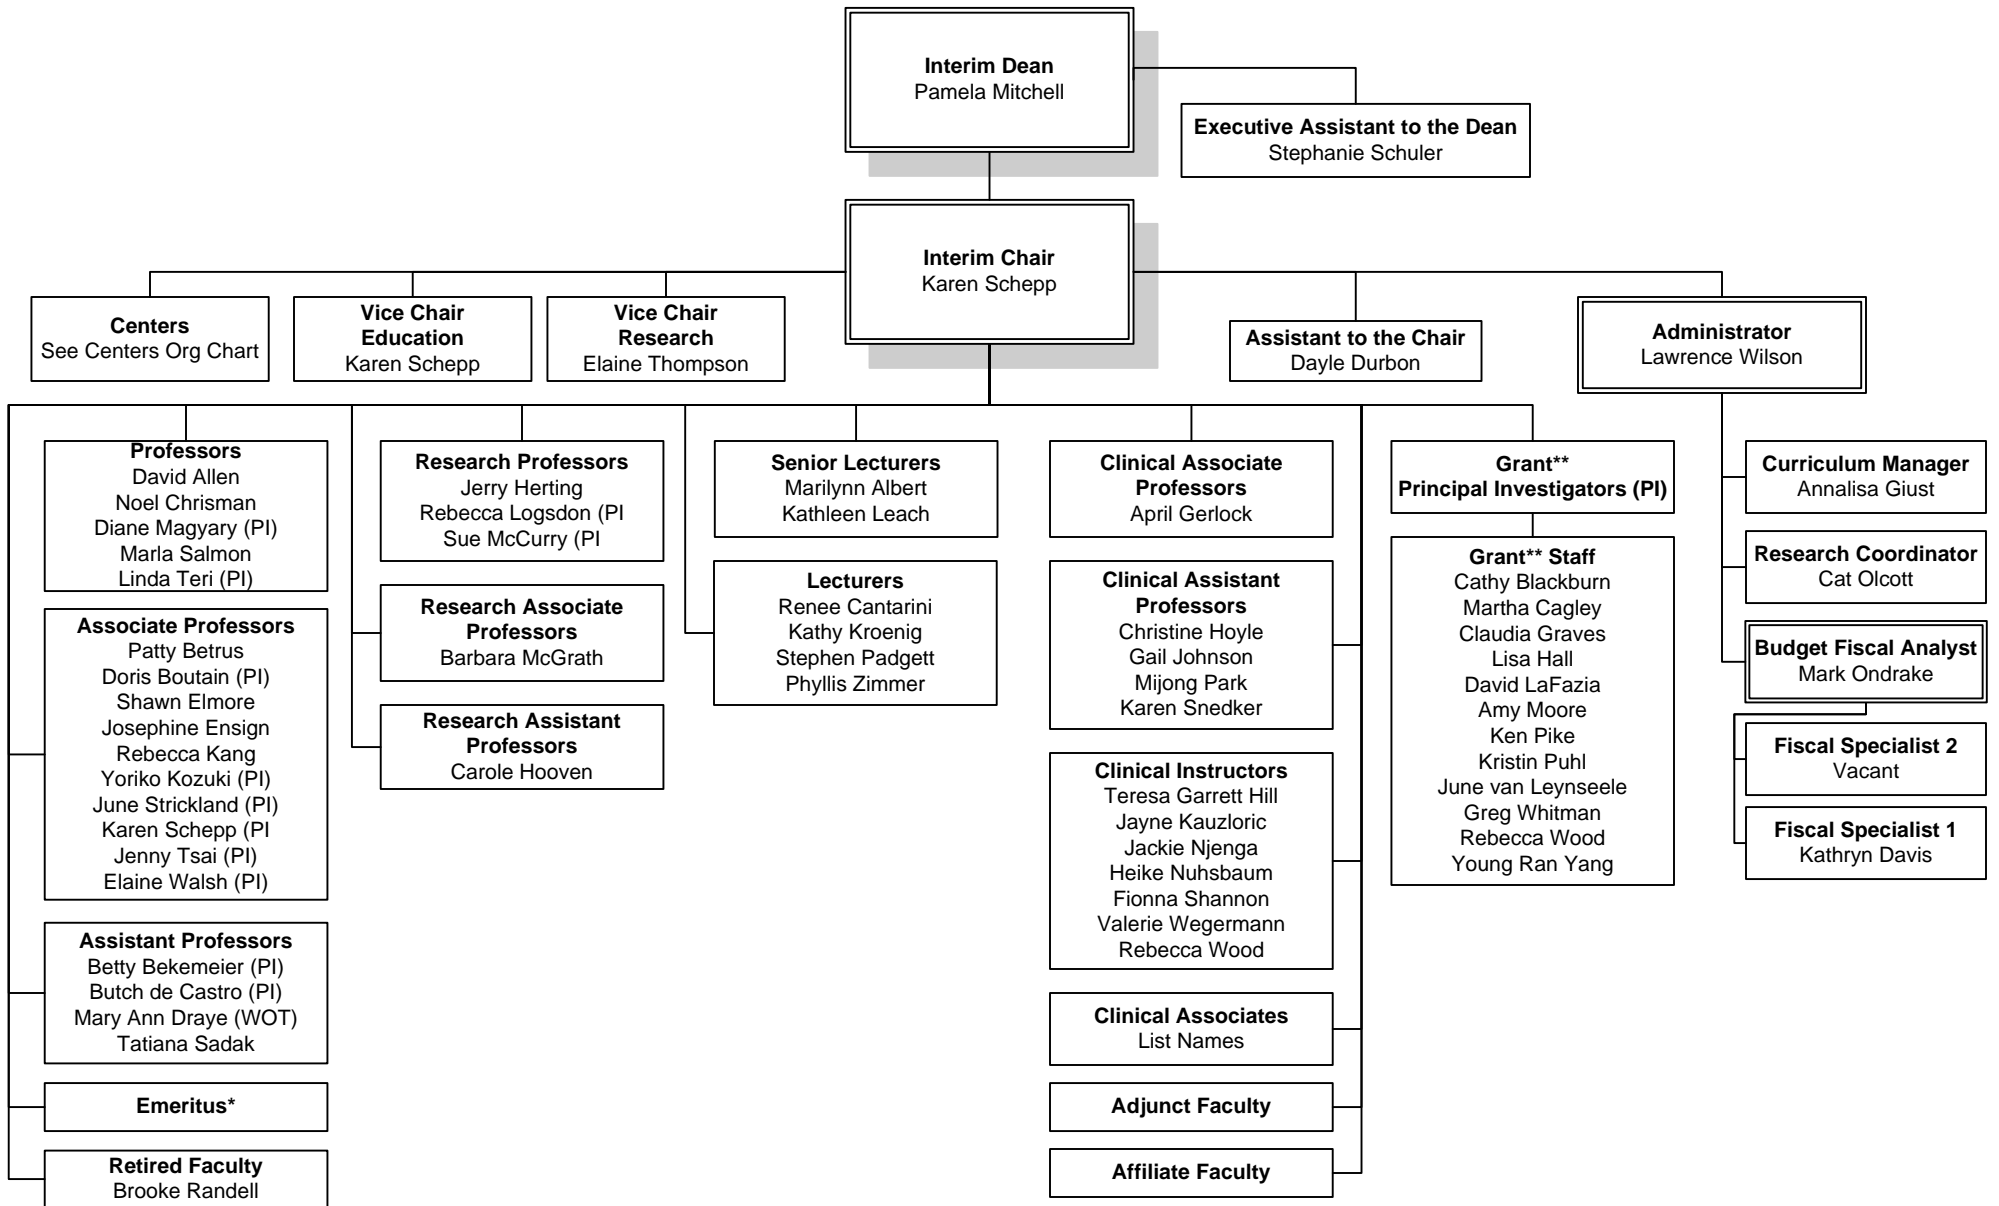 Interim Dean
Pamela Mitchell
Executive Assistant to the Dean
Stephanie Schuler
Interim Chair
Karen Schepp
Centers
See Centers Org Chart
Vice Chair
Education
Karen Schepp
Vice Chair
Research
Elaine Thompson
Assistant to the Chair
Dayle Durbon
Administrator
Lawrence Wilson
Professors
David Allen
Noel Chrisman
Diane Magyary (PI)
Marla Salmon
Linda Teri (PI)
Associate Professors
Patty Betrus
Doris Boutain (PI)
Shawn Elmore
Josephine Ensign
Rebecca Kang
Yoriko Kozuki (PI)
June Strickland (PI)
Karen Schepp (PI
Jenny Tsai (PI)
Elaine Walsh (PI)
Assistant Professors
Betty Bekemeier (PI)
Butch de Castro (PI)
Mary Ann Draye (WOT)
Tatiana Sadak
Emeritus*
Retired Faculty
Brooke Randell
Research Professors
Jerry Herting
Rebecca Logsdon (PI
Sue McCurry (PI
Research Associate
Professors
Barbara McGrath
Research Assistant
Professors
Carole Hooven
Senior Lecturers
Marilynn Albert
Kathleen Leach
Lecturers
Renee Cantarini
Kathy Kroenig
Stephen Padgett
Phyllis Zimmer
Clinical Associate
Professors
April Gerlock
Clinical Assistant
Professors
Christine Hoyle
Gail Johnson
Mijong Park
Karen Snedker
Clinical Instructors
Teresa Garrett Hill
Jayne Kauzloric
Jackie Njenga
Heike Nuhsbaum
Fionna Shannon
Valerie Wegermann
Rebecca Wood
Clinical Associates
List Names
Adjunct Faculty
Affiliate Faculty
Grant**
Principal Investigators (PI)
Grant** Staff
Cathy Blackburn
Martha Cagley
Claudia Graves
Lisa Hall
David LaFazia
Amy Moore
Ken Pike
Kristin Puhl
June van Leynseele
Greg Whitman
Rebecca Wood
Young Ran Yang
Curriculum Manager
Annalisa Giust
Research Coordinator
Cat Olcott
Budget Fiscal Analyst
Mark Ondrake
Fiscal Specialist 2
Vacant
Fiscal Specialist 1
Kathryn Davis